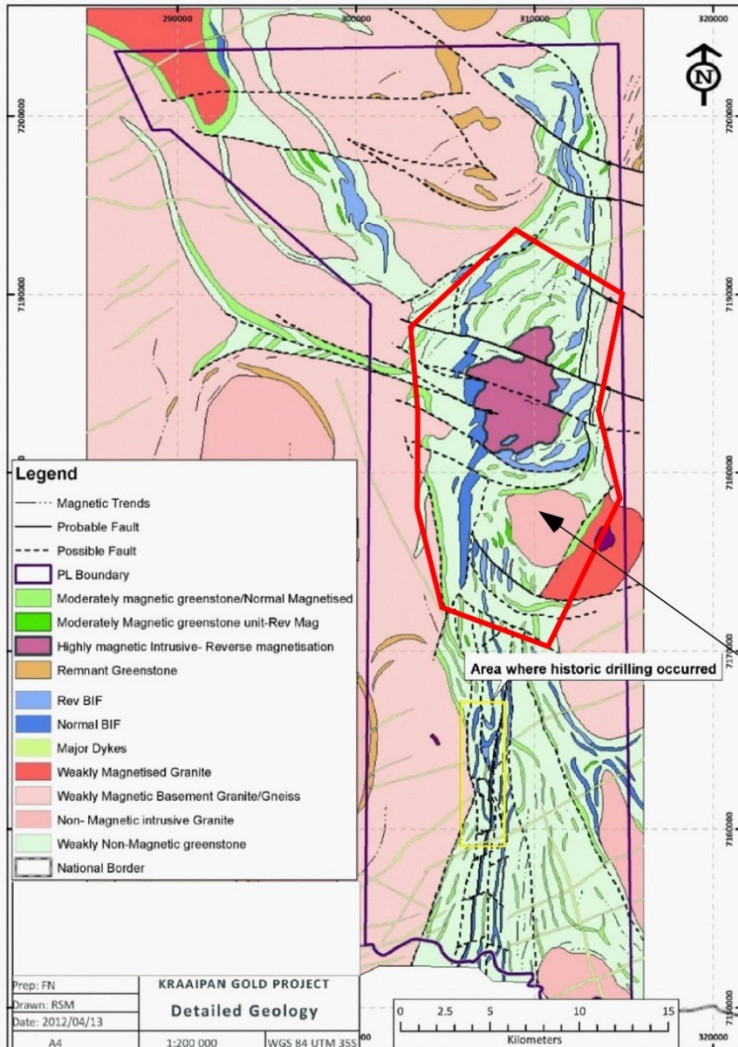 290000 300000 310000 320000
N
7200000 7200000
7190000 7190000
7180000
7170000
7160000
7150000
Legend
Magnetic Trends
Probable Fault
Possible Fault
PL Boundary
Moderately magnetic greenstone/Normal Magnetised
Moderately Magnetic greenstone unit-Rev Mag
Highly magnetic Intrusive- Reverse magnetisation
Remnant Greenstone
Rev BIF
Normal BIF
Major Dykes
Weakly Magnetised Granite
Weakly Magnetic Basement Granite/Gneiss
Non- Magnetic intrusive Granite
Weakly Non-Magnetic greenstone
National Border
Area where historic drilling occurred
Prep: FN
Drawn: RSM
Date: 2012/04/13
A4
KRAAIPAN GOLD PROJECT
Detailed Geology
1:200 000
WGS 84 UTM 35S
310000 320000
0 5 10 15
Kilometers